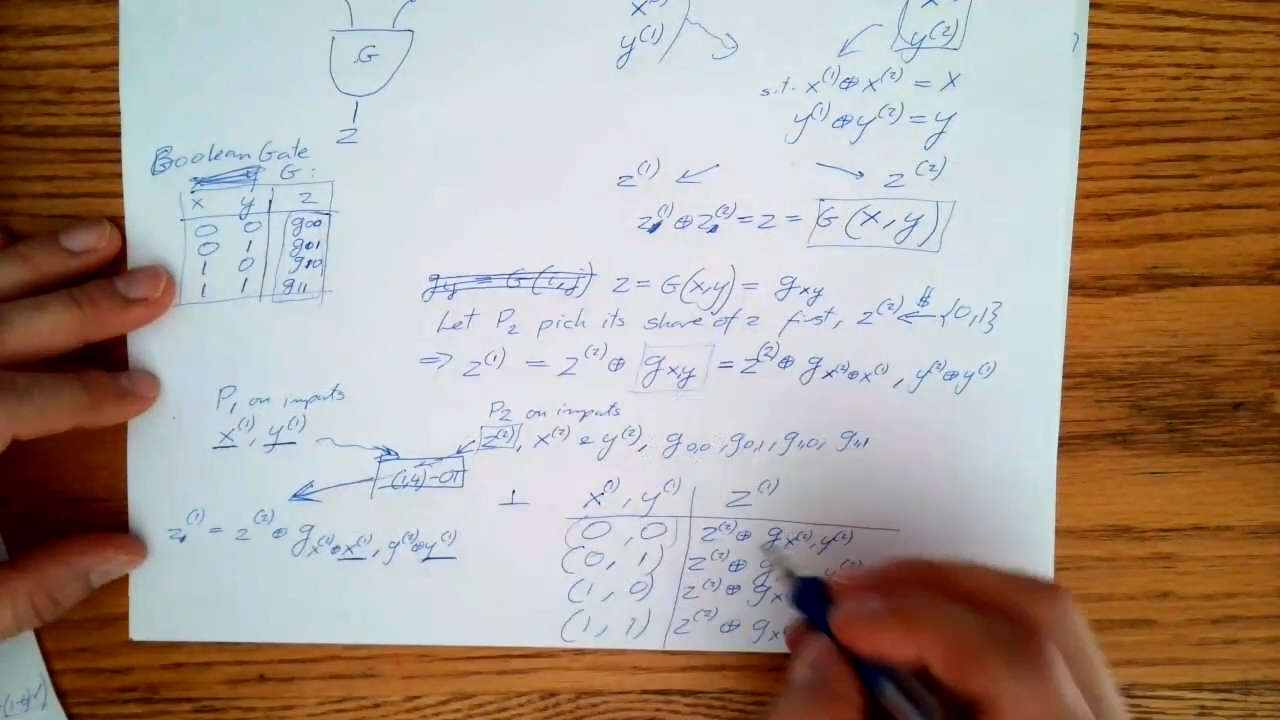 G
Z
x⁽¹⁾
y⁽¹⁾
y⁽²⁾
s.t. x⁽¹⁾⊕x⁽²⁾ = x
y⁽¹⁾⊕y⁽²⁾ = y
z⁽¹⁾ ↙ ↘ z⁽²⁾
z⁽¹⁾⊕z⁽²⁾ = z = G(x,y)
Boolean Gate
G:
x y z
0 0 g00
0 1 g01
1 0 g10
1 1 g11
z = G(x,y) = gxy
Let P2 pick its share of z first, z⁽²⁾ ←$ {0,1}
⇒ z⁽¹⁾ = z⁽²⁾ ⊕ gx,y = z⁽²⁾⊕ gx⁽²⁾⊕x⁽¹⁾, y⁽²⁾⊕y⁽¹⁾
P1 on inputs
x⁽¹⁾, y⁽¹⁾
P2 on inputs
z⁽²⁾, x⁽²⁾ e y⁽²⁾, g0,0, g0,1, g1,0, g1,1
(1,4)-OT
⊥
z⁽¹⁾ = z⁽²⁾⊕ gx⁽²⁾⊕x⁽¹⁾, y⁽²⁾⊕y⁽¹⁾
x⁽¹⁾, y⁽¹⁾ | z⁽¹⁾
(0, 0) z⁽²⁾⊕ gx⁽²⁾, y⁽²⁾
(0, 1) z⁽²⁾⊕ g
(1, 0) z⁽²⁾⊕ gx
(1, 1) z⁽²⁾⊕ gx